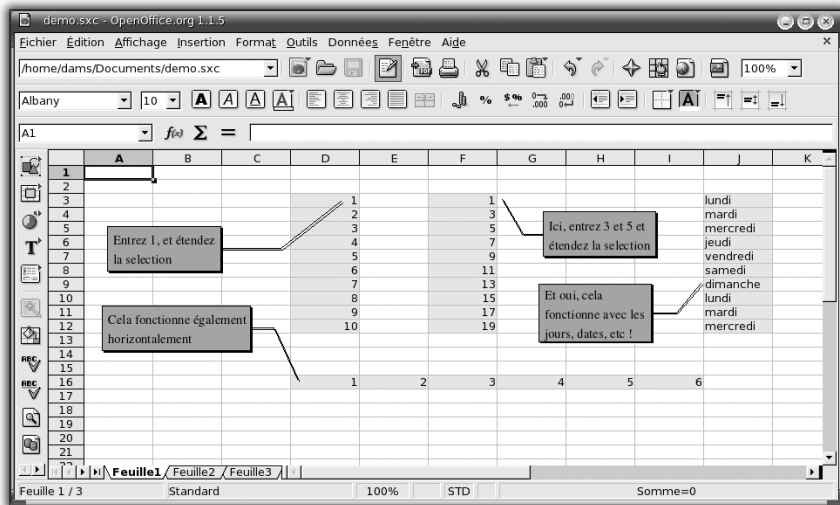 demo.sxc - OpenOffice.org 1.1.5
Fichier Édition Affichage Insertion Format Outils Données Fenêtre Aide
/home/dams/Documents/demo.sxc 100%
Albany 10
A1 f(x) Σ =
A B C D E F G H I J K
1
2
3 1 1 lundi
4 2 3 mardi
5 3 5 mercredi
6 4 7 jeudi
7 5 9 vendredi
8 6 11 samedi
9 7 13 dimanche
10 8 15 lundi
11 9 17 mardi
12 10 19 mercredi
13
14
15
16 1 2 3 4 5 6
17
18
19
20
21
Entrez 1, et étendez
la selection
Ici, entrez 3 et 5 et
étendez la selection
Cela fonctionne également
horizontalement
Et oui, cela
fonctionne avec les
jours, dates, etc !
Feuille1 Feuille2 Feuille3
Feuille 1 / 3 Standard 100% STD Somme=0